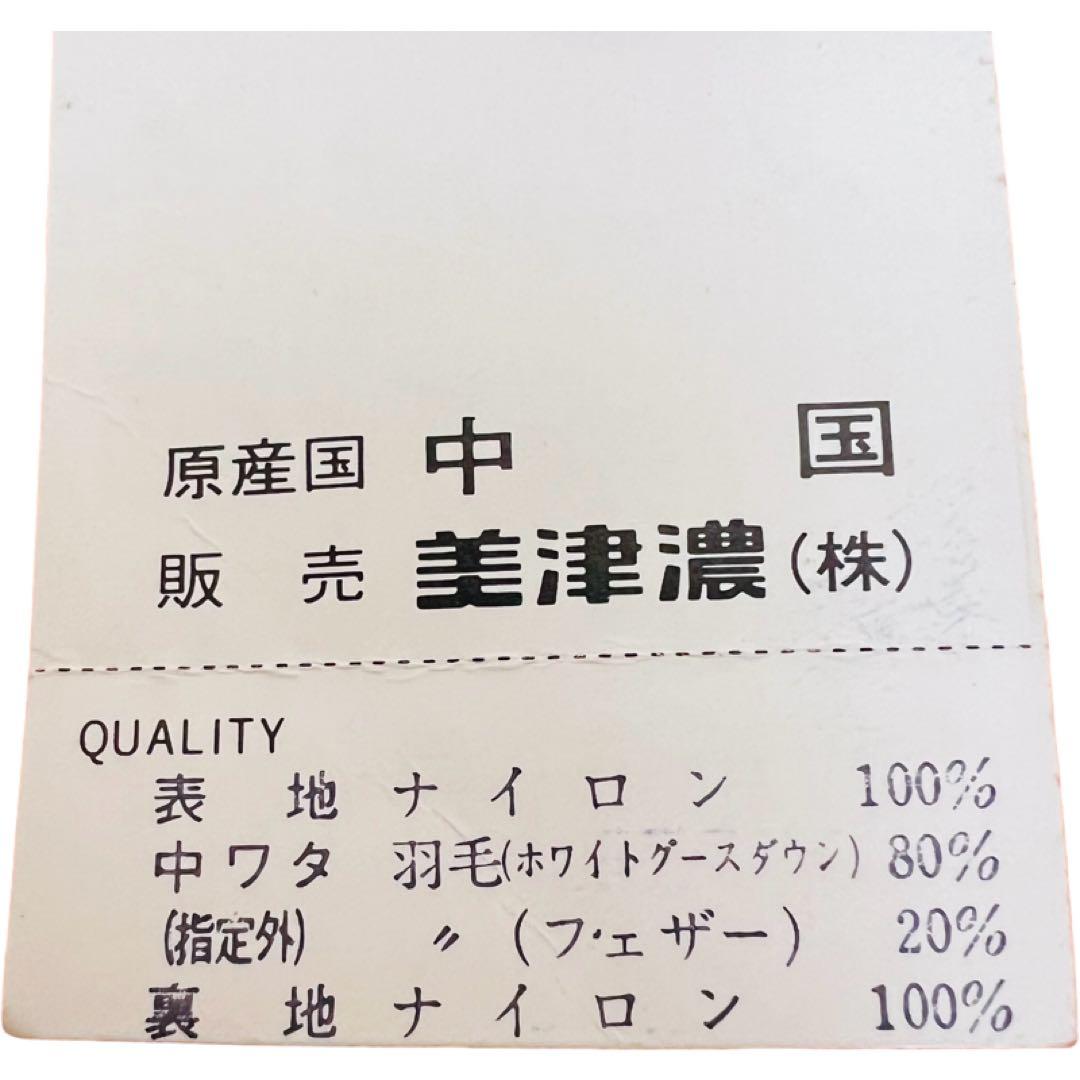 原産国 中国
販売 美津濃(株)
QUALITY
表地 ナイロン 100%
中ワタ 羽毛(ホワイトグースダウン) 80%
(指定外) 〃 (フェザー) 20%
裏地 ナイロン 100%